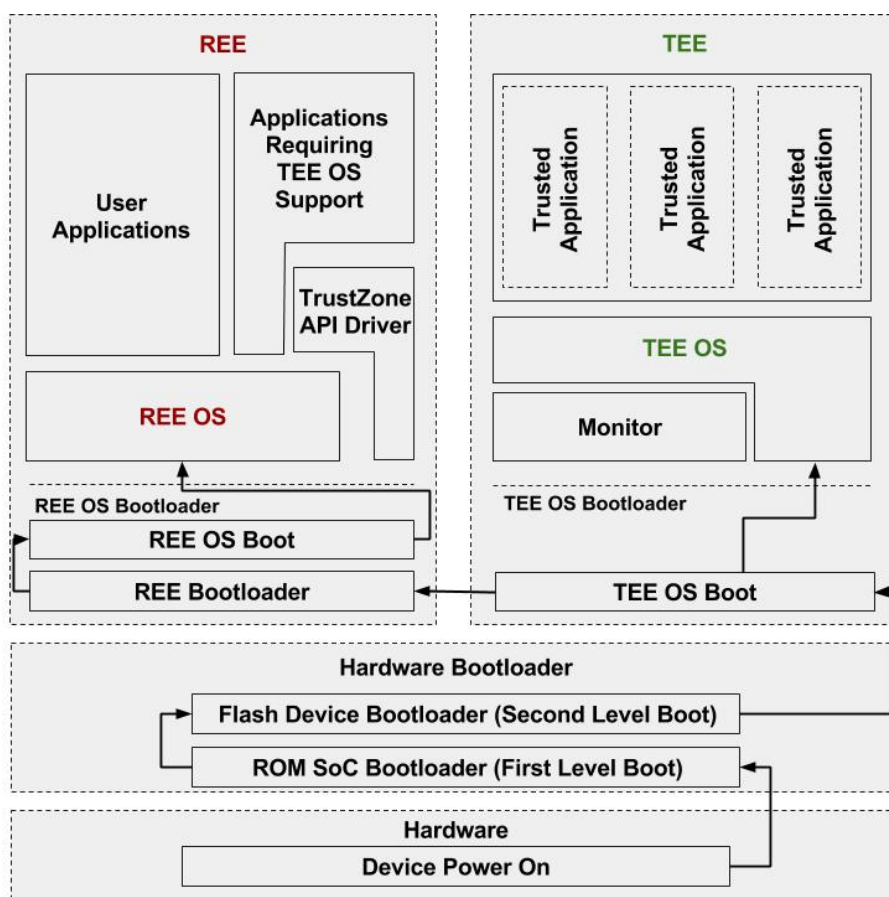 REE
User
Applications
Applications
Requiring
TEE OS
Support
TrustZone
API Driver
REE OS
REE OS Bootloader
REE OS Boot
REE Bootloader
TEE
Trusted
Application
Trusted
Application
Trusted
Application
TEE OS
Monitor
TEE OS Bootloader
TEE OS Boot
Hardware Bootloader
Flash Device Bootloader (Second Level Boot)
ROM SoC Bootloader (First Level Boot)
Hardware
Device Power On